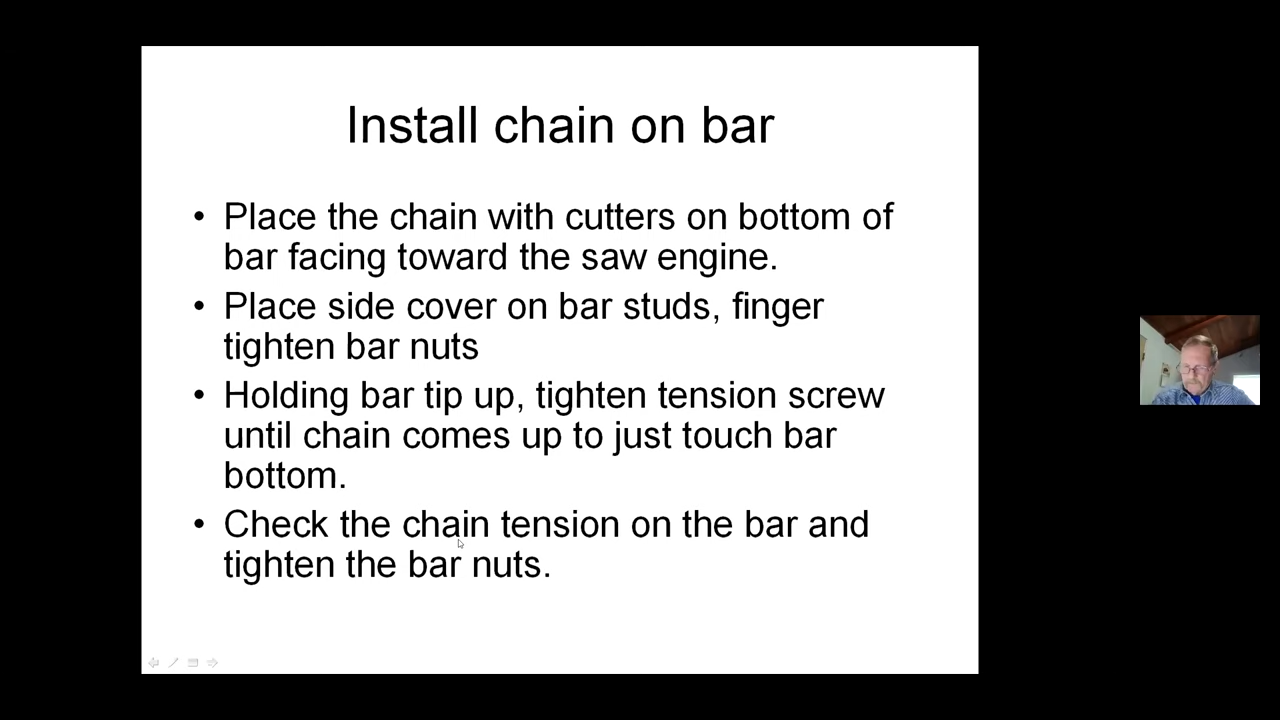 Install chain on bar
• Place the chain with cutters on bottom of
bar facing toward the saw engine.
• Place side cover on bar studs, finger
tighten bar nuts
• Holding bar tip up, tighten tension screw
until chain comes up to just touch bar
bottom.
• Check the chain tension on the bar and
tighten the bar nuts.